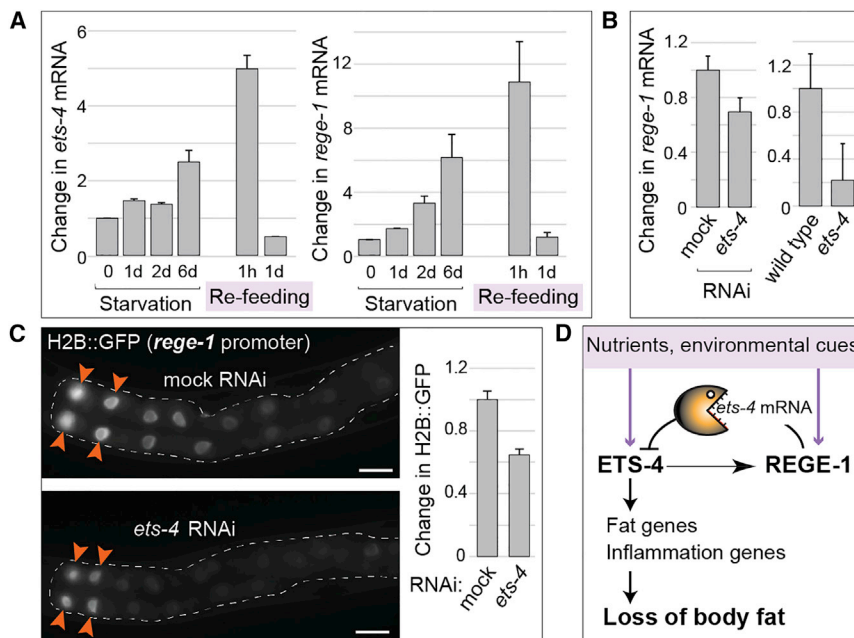 A
Change in ets-4 mRNA
6
4
2
0
0 1d 2d 6d 1h 1d
Starvation Re-feeding
Change in rege-1 mRNA
12
8
4
0
0 1d 2d 6d 1h 1d
Starvation Re-feeding
B
Change in rege-1 mRNA
1.2
0.8
0.4
0
mock ets-4
RNAi
1.2
0.8
0.4
0
wild type ets-4
C
H2B::GFP (rege-1 promoter)
mock RNAi
ets-4 RNAi
Change in H2B::GFP
1.2
0.8
0.4
0
RNAi: mock ets-4
D
Nutrients, environmental cues
ets-4 mRNA
ETS-4 REGE-1
Fat genes
Inflammation genes
Loss of body fat